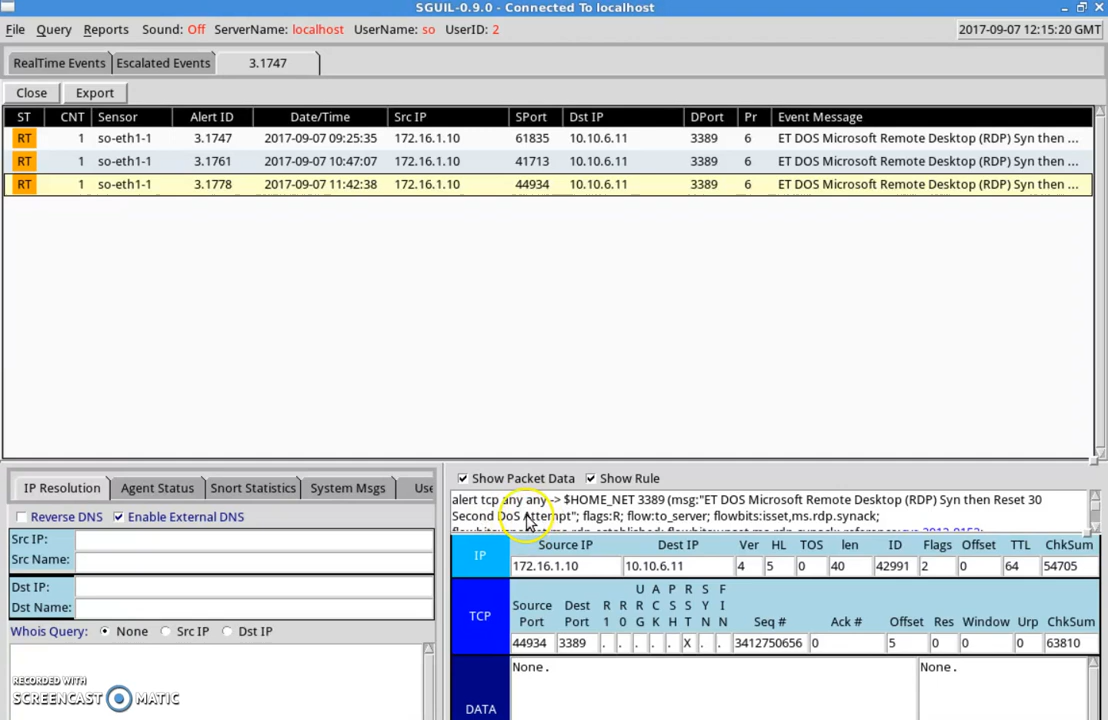 SGUIL-0.9.0 - Connected To localhost
File Query Reports Sound: Off ServerName: localhost UserName: so UserID: 2 2017-09-07 12:15:20 GMT
RealTime Events Escalated Events 3.1747
Close Export
ST CNT Sensor Alert ID Date/Time Src IP SPort Dst IP DPort Pr Event Message
RT 1 so-eth1-1 3.1747 2017-09-07 09:25:35 172.16.1.10 61835 10.10.6.11 3389 6 ET DOS Microsoft Remote Desktop (RDP) Syn then ...
RT 1 so-eth1-1 3.1761 2017-09-07 10:47:07 172.16.1.10 41713 10.10.6.11 3389 6 ET DOS Microsoft Remote Desktop (RDP) Syn then ...
RT 1 so-eth1-1 3.1778 2017-09-07 11:42:38 172.16.1.10 44934 10.10.6.11 3389 6 ET DOS Microsoft Remote Desktop (RDP) Syn then ...
IP Resolution Agent Status Snort Statistics System Msgs Use
Reverse DNS Enable External DNS
Src IP:
Src Name:
Dst IP:
Dst Name:
Whois Query: None Src IP Dst IP
RECORDED WITH
SCREENCAST MATIC
Show Packet Data Show Rule
alert tcp any any -> $HOME_NET 3389 (msg:"ET DOS Microsoft Remote Desktop (RDP) Syn then Reset 30
Second DoS Attempt"; flags:R; flow:to_server; flowbits:isset,ms.rdp.synack;
IP Source IP Dest IP Ver HL TOS len ID Flags Offset TTL ChkSum
172.16.1.10 10.10.6.11 4 5 0 40 42991 2 0 64 54705
U A P R S F
TCP Source Dest R R R C S S Y I
Port Port 1 0 G K H T N N Seq # Ack # Offset Res Window Urp ChkSum
44934 3389 . . . . . X . . 3412750656 0 5 0 0 0 63810
DATA None. None.